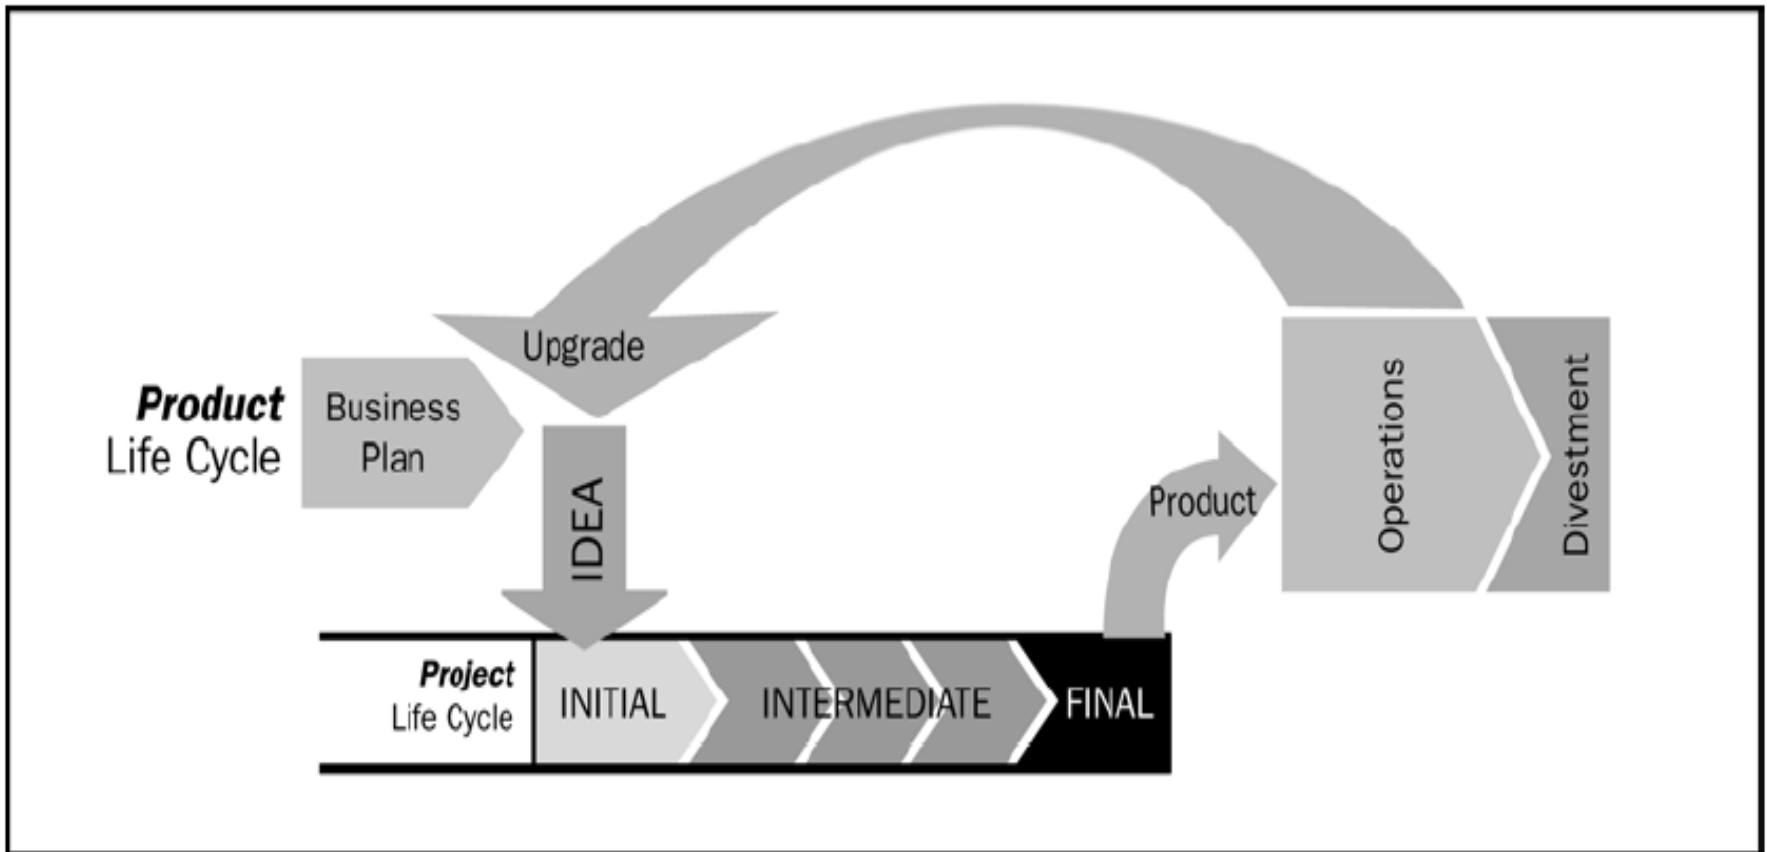 Upgrade
Product
Life Cycle
Business
Plan
IDEA
Product
Operations
Divestment
Project
Life Cycle
INITIAL
INTERMEDIATE
FINAL